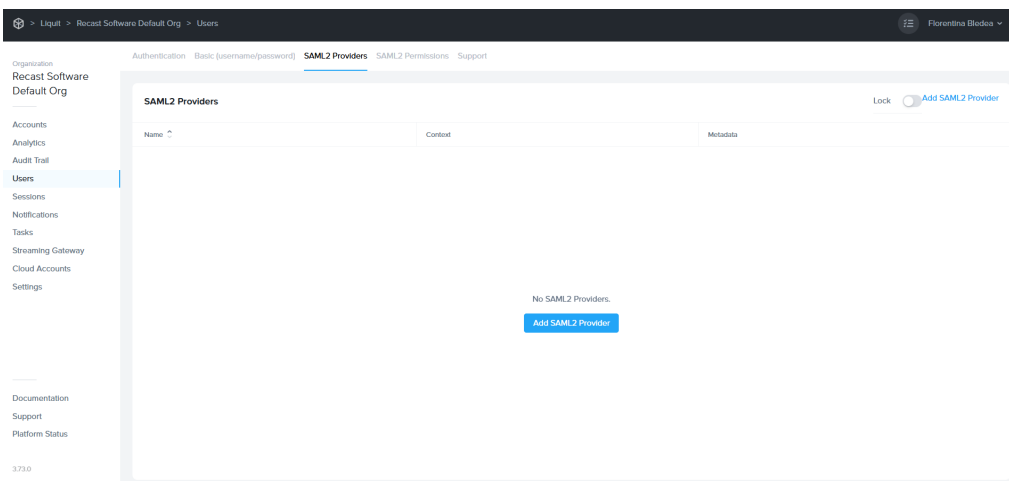 > Liquit > Recast Software Default Org > Users
Florentina Bledea
Authentication Basic (username/password) SAML2 Providers SAML2 Permissions Support
Organization
Recast Software
Default Org
Accounts
Analytics
Audit Trail
Users
Sessions
Notifications
Tasks
Streaming Gateway
Cloud Accounts
Settings
Documentation
Support
Platform Status
3.73.0
SAML2 Providers
Lock Add SAML2 Provider
Name Context Metadata
No SAML2 Providers.
Add SAML2 Provider